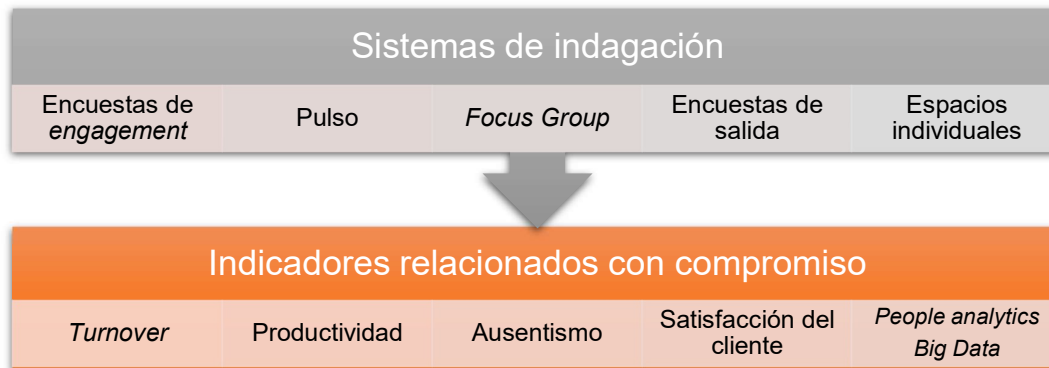 Sistemas de indagación
Encuestas de
engagement
Pulso
Focus Group
Encuestas de
salida
Espacios
individuales
Indicadores relacionados con compromiso
Turnover
Productividad
Ausentismo
Satisfacción del
cliente
People analytics
Big Data